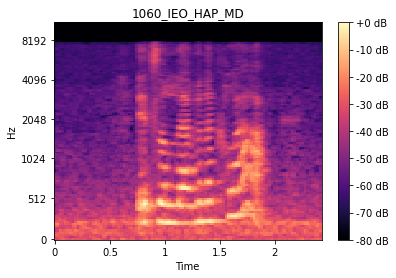 1060_IEO_HAP_MD
+0 dB
8192
-10 dB
4096
-20 dB
-30 dB
2048
Hz
-40 dB
1024
-50 dB
512
-60 dB
-70 dB
0
-80 dB
0 0.5 1 1.5 2
Time